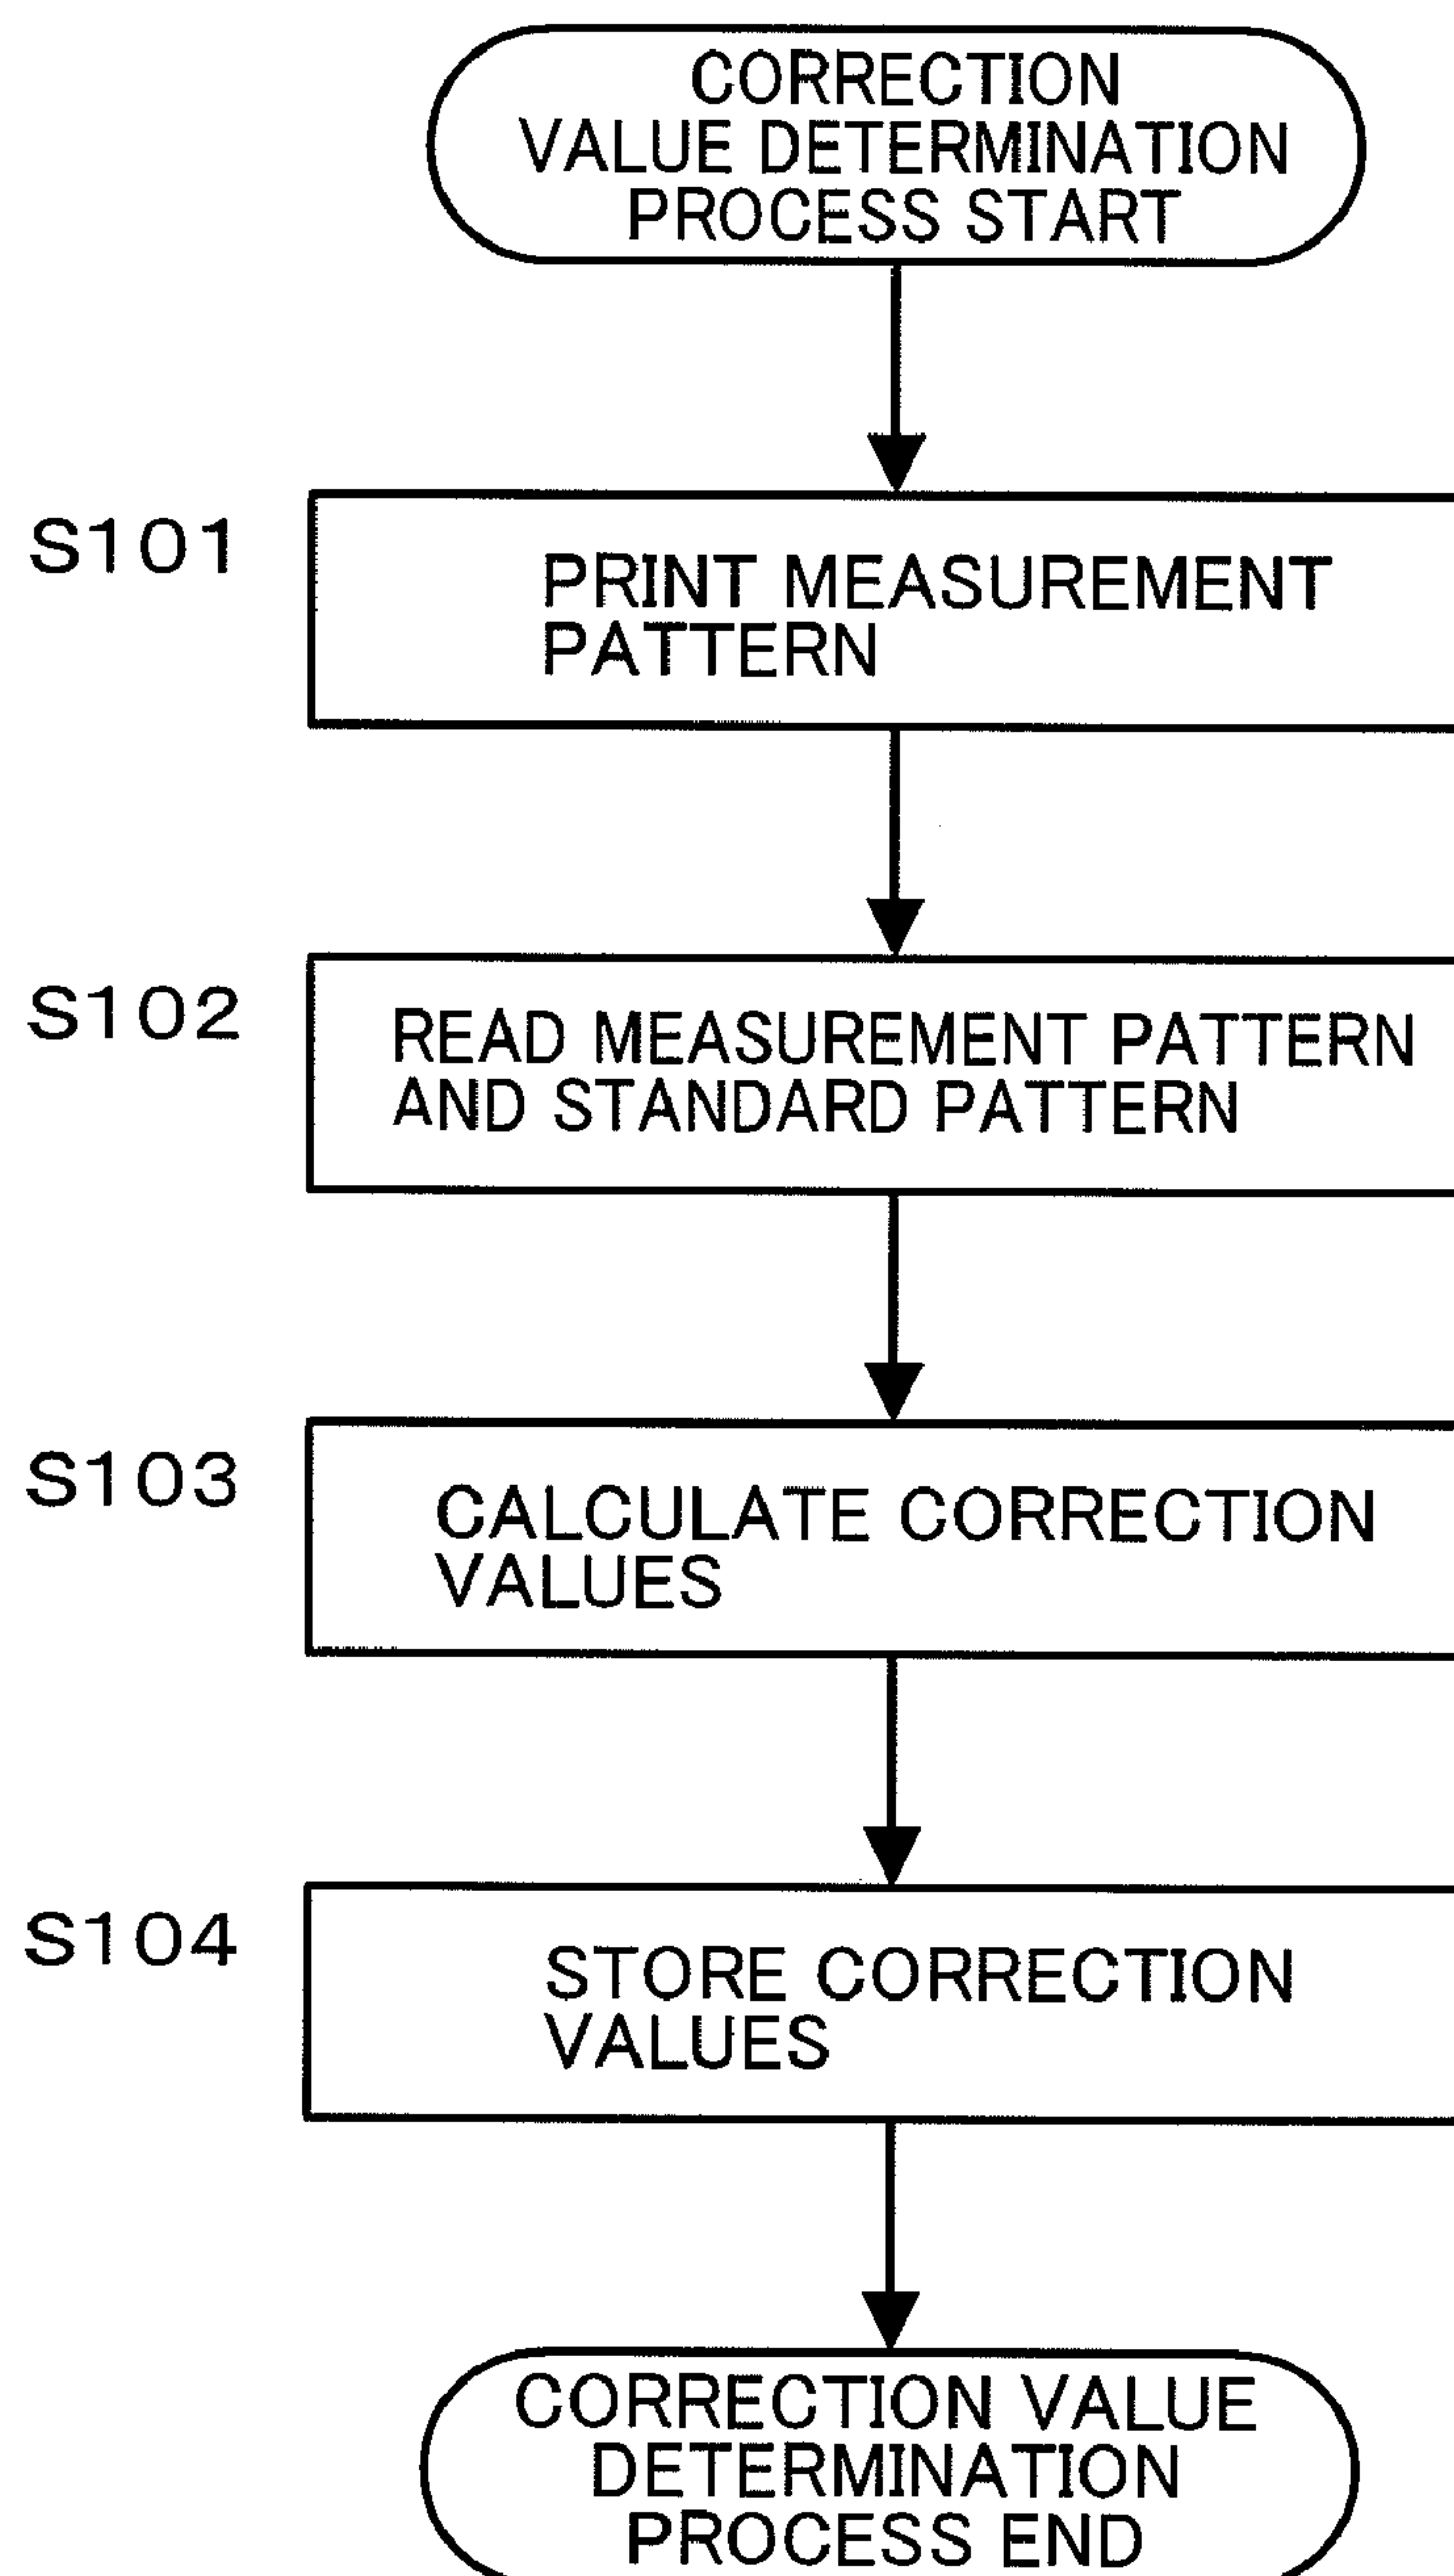 CORRECTION
VALUE DETERMINATION
PROCESS START
S101
PRINT MEASUREMENT
PATTERN
S102
READ MEASUREMENT PATTERN
AND STANDARD PATTERN
S103
CALCULATE CORRECTION
VALUES
S104
STORE CORRECTION
VALUES
CORRECTION VALUE
DETERMINATION
PROCESS END